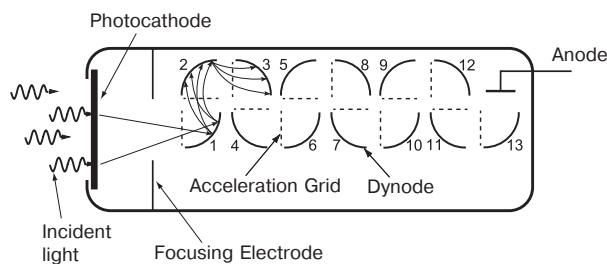 Photocathode
2 3 5 8 9 12
Anode
1 4 6 7 10 11 13
Acceleration Grid
Dynode
Incident
light
Focusing Electrode